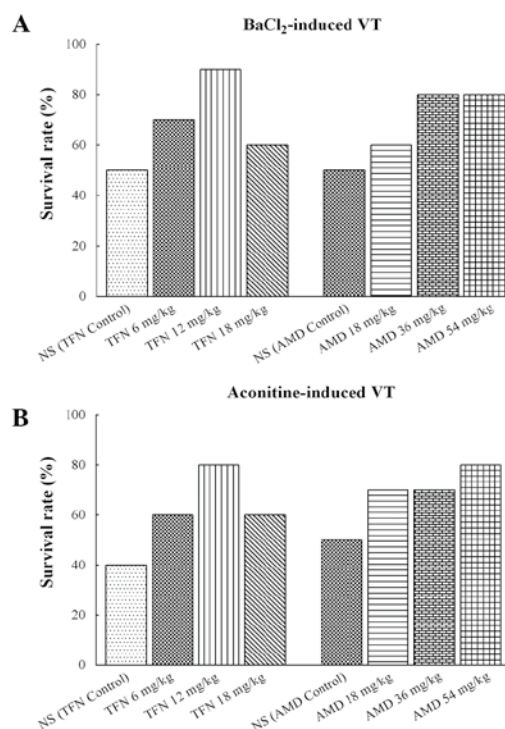 A
BaCl₂-induced VT
Survival rate (%)
100
80
60
40
20
0
NS (TFN Control)
TFN 6 mg/kg
TFN 12 mg/kg
TFN 18 mg/kg
NS (AMD Control)
AMD 18 mg/kg
AMD 36 mg/kg
AMD 54 mg/kg
B
Aconitine-induced VT
Survival rate (%)
100
80
60
40
20
0
NS (TFN Control)
TFN 6 mg/kg
TFN 12 mg/kg
TFN 18 mg/kg
NS (AMD Control)
AMD 18 mg/kg
AMD 36 mg/kg
AMD 54 mg/kg